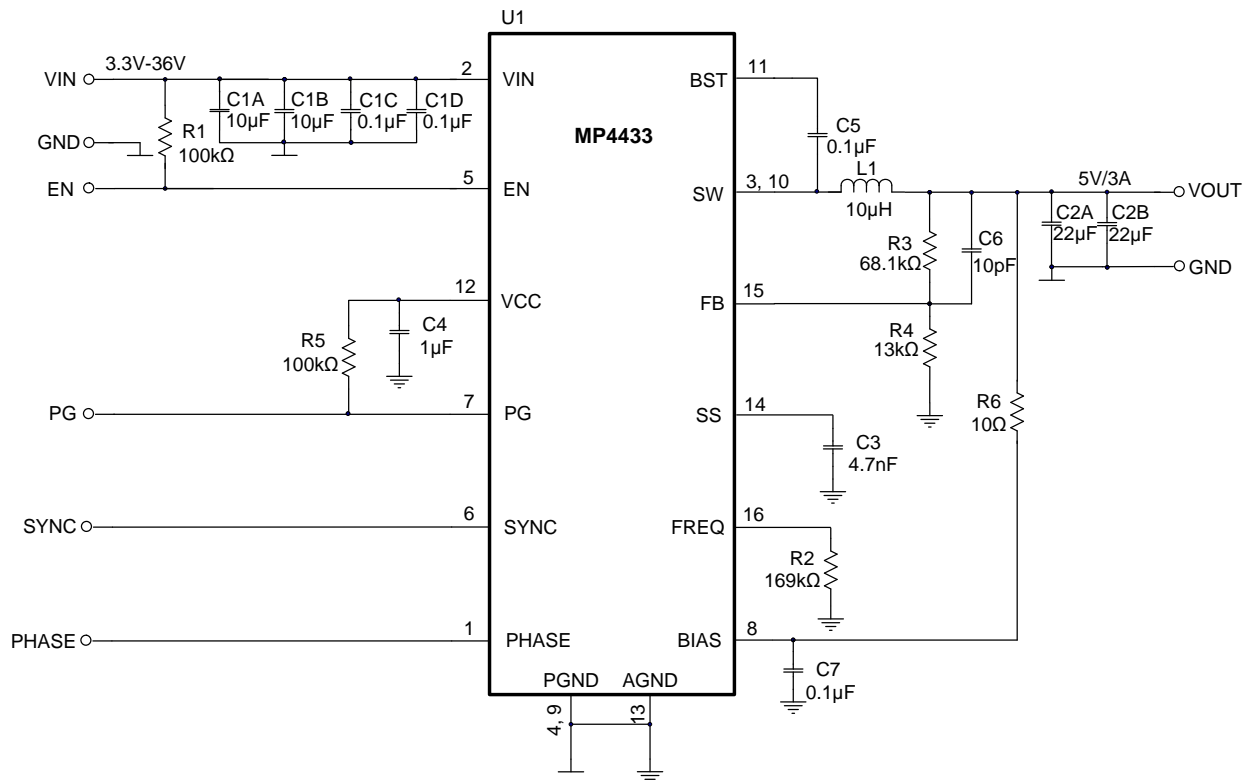 U1
MP4433
VIN
3.3V-36V
2
VIN
C1A
10µF
C1B
10µF
C1C
0.1µF
C1D
0.1µF
GND
R1
100kΩ
EN
5
EN
12
VCC
R5
100kΩ
C4
1µF
PG
7
PG
SYNC
6
SYNC
PHASE
1
PHASE
PGND
AGND
4, 9
13
BST
11
C5
0.1µF
SW
3, 10
L1
10µH
5V/3A
VOUT
C2A
22µF
C2B
22µF
GND
R3
68.1kΩ
C6
10pF
FB
15
R4
13kΩ
SS
14
C3
4.7nF
R6
10Ω
FREQ
16
R2
169kΩ
BIAS
8
C7
0.1µF